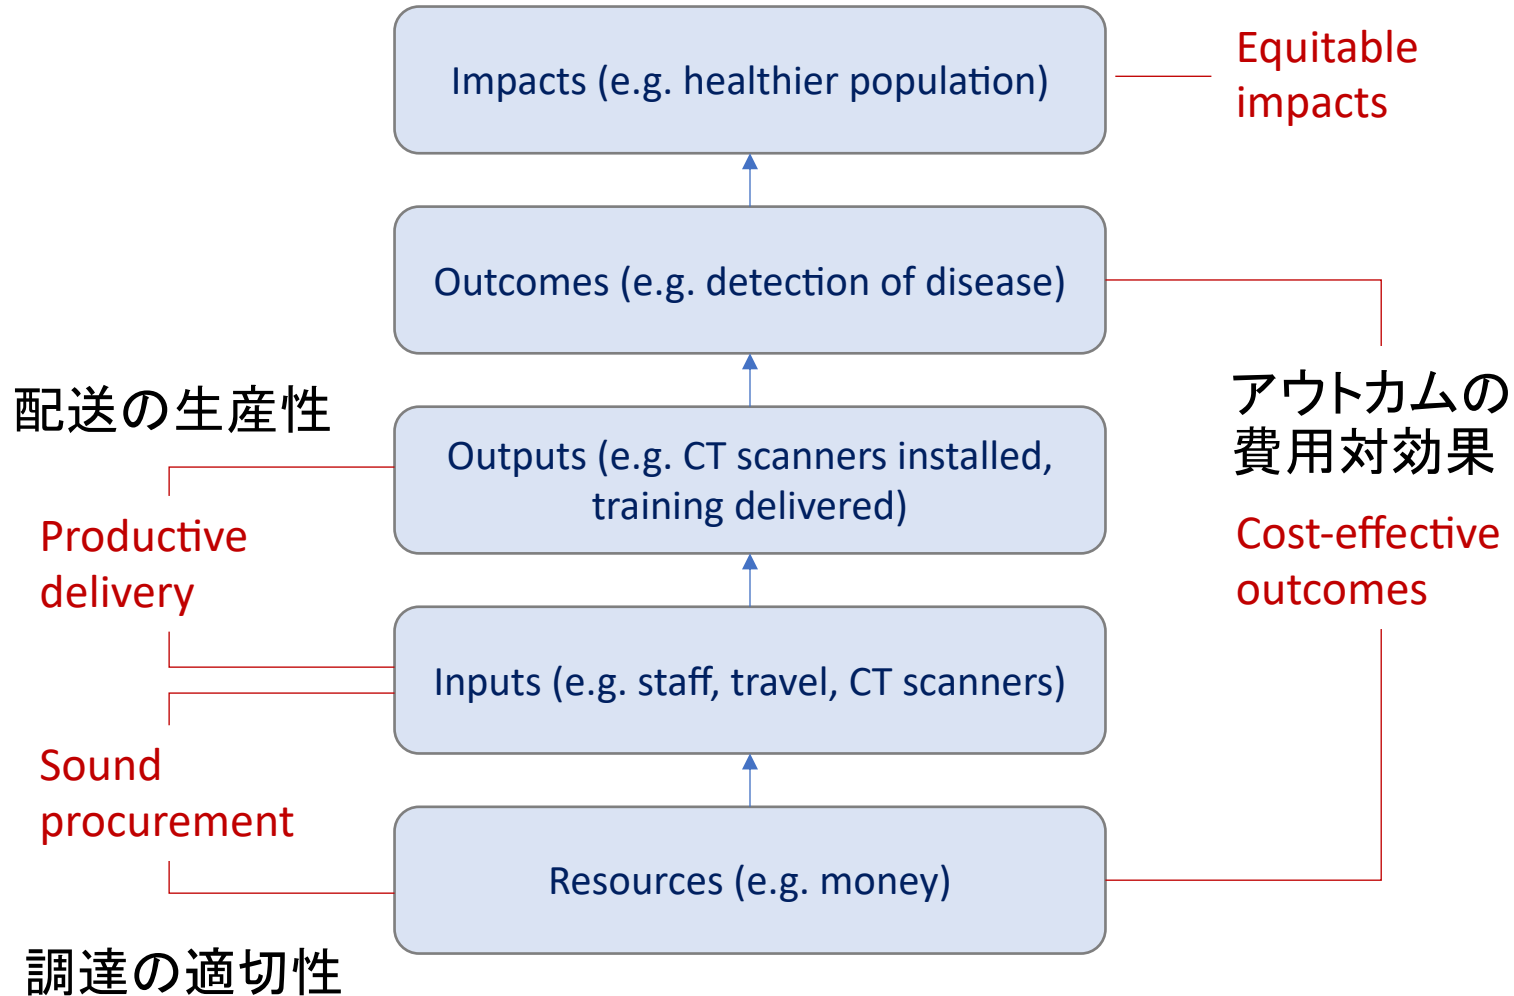 Impacts (e.g. healthier population)
Equitable
impacts
Outcomes (e.g. detection of disease)
配送の生産性
アウトカムの
費用対効果
Outputs (e.g. CT scanners installed,
training delivered)
Productive
delivery
Cost-effective
outcomes
Inputs (e.g. staff, travel, CT scanners)
Sound
procurement
Resources (e.g. money)
調達の適切性